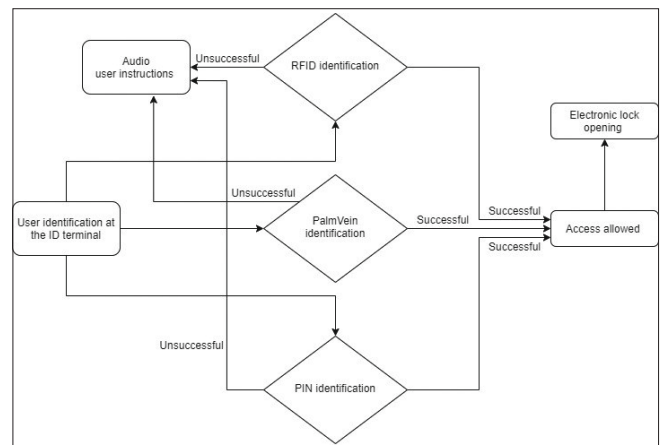 Audio
user instructions
Unsuccessful
RFID identification
Electronic lock
opening
User identification at
the ID terminal
Unsuccessful
PalmVein
identification
Successful
Successful
Successful
Access allowed
Unsuccessful
PIN identification